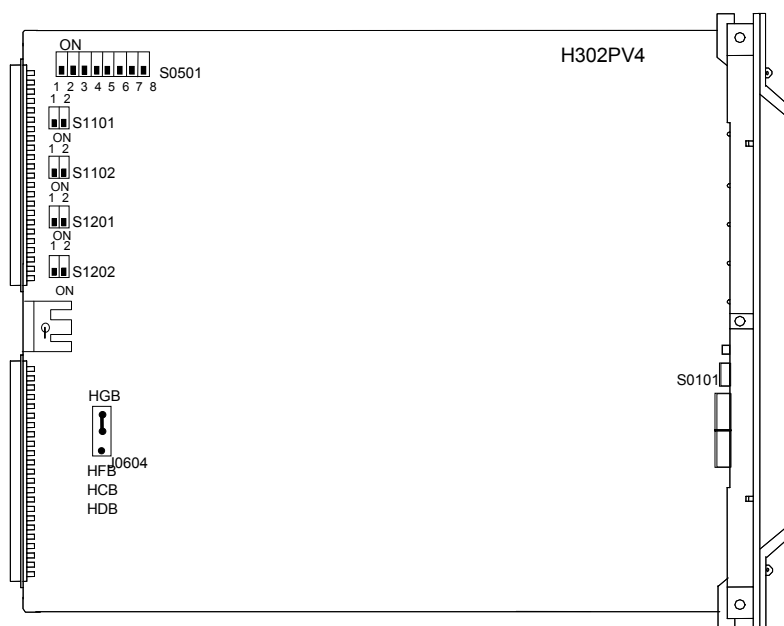 ON
H302PV4
S0501
1 2 3 4 5 6 7 8
1 2
S1101
ON
1 2
S1102
ON
1 2
S1201
ON
1 2
S1202
ON
S0101
HGB
J0604
HFB
HCB
HDB